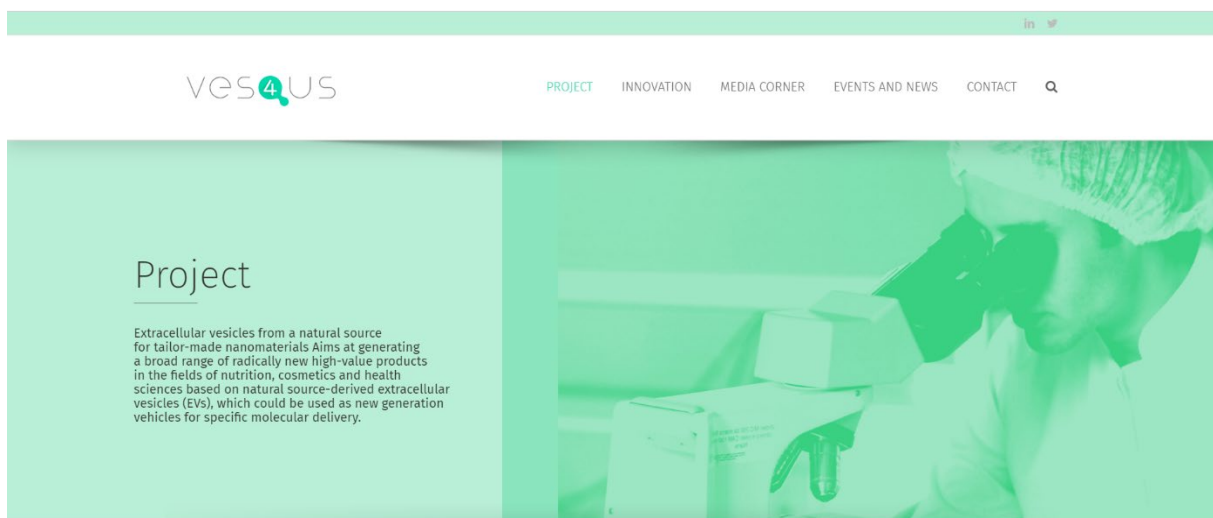 in
ves4us
PROJECT INNOVATION MEDIA CORNER EVENTS AND NEWS CONTACT
Project
Extracellular vesicles from a natural source
for tailor-made nanomaterials Aims at generating
a broad range of radically new high-value products
in the fields of nutrition, cosmetics and health
sciences based on natural source-derived extracellular
vesicles (EVs), which could be used as new generation
vehicles for specific molecular delivery.